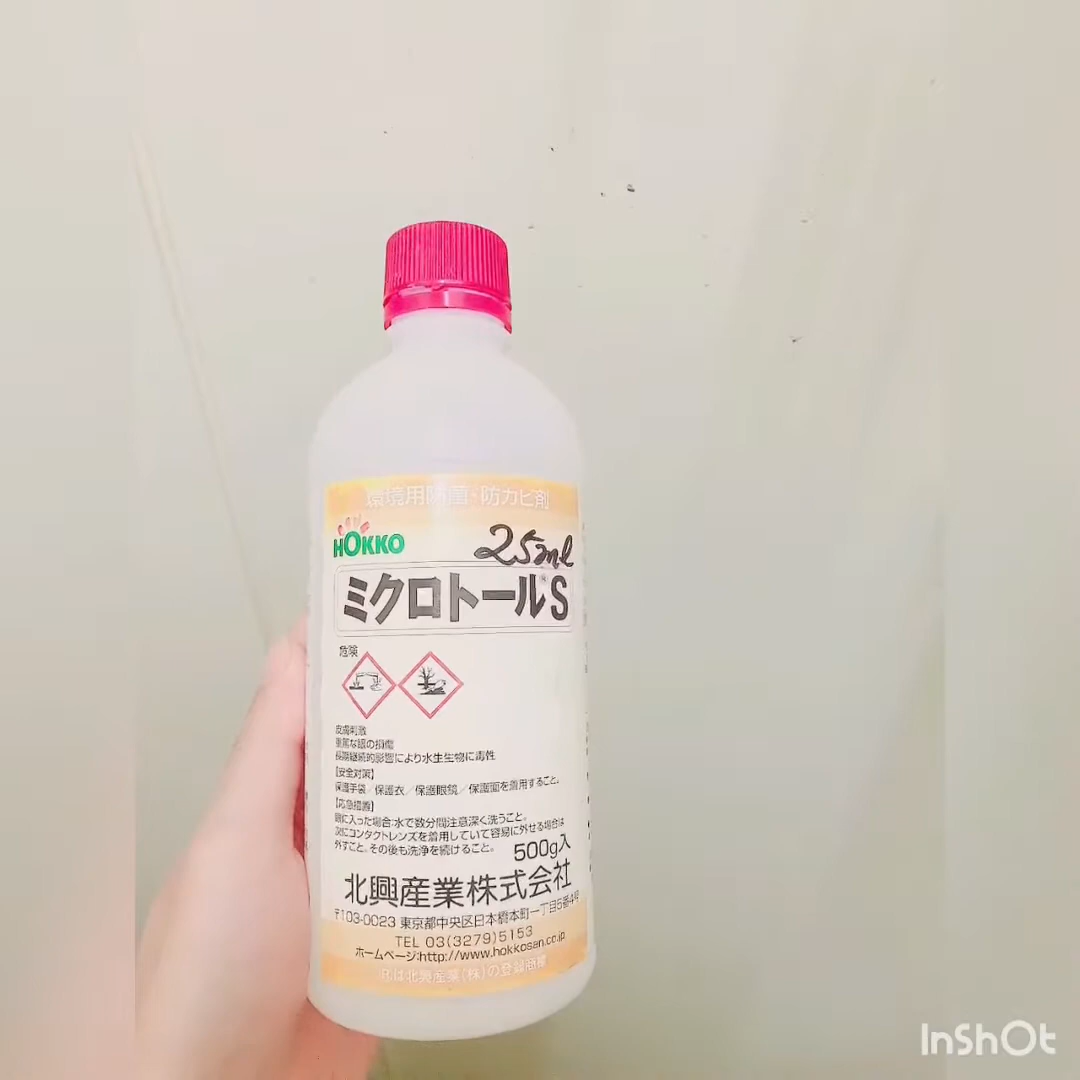 環境用除菌・防カビ剤
HOKKO
25ml
ミクロトール®S
危険
皮膚刺激
重篤な眼の損傷
長期継続的影響により水生生物に毒性
【安全対策】
保護手袋/保護衣/保護眼鏡/保護面を着用すること。
【応急措置】
眼に入った場合:水で数分間注意深く洗うこと。
次にコンタクトレンズを着用していて容易に外せる場合は
外すこと。その後も洗浄を続けること。
500g入
北興産業株式会社
〒103-0023 東京都中央区日本橋本町一丁目5番4号
TEL 03(3279)5153
ホームページ:http://www.hokkosan.co.jp
®は北興産業(株)の登録商標
InShOt